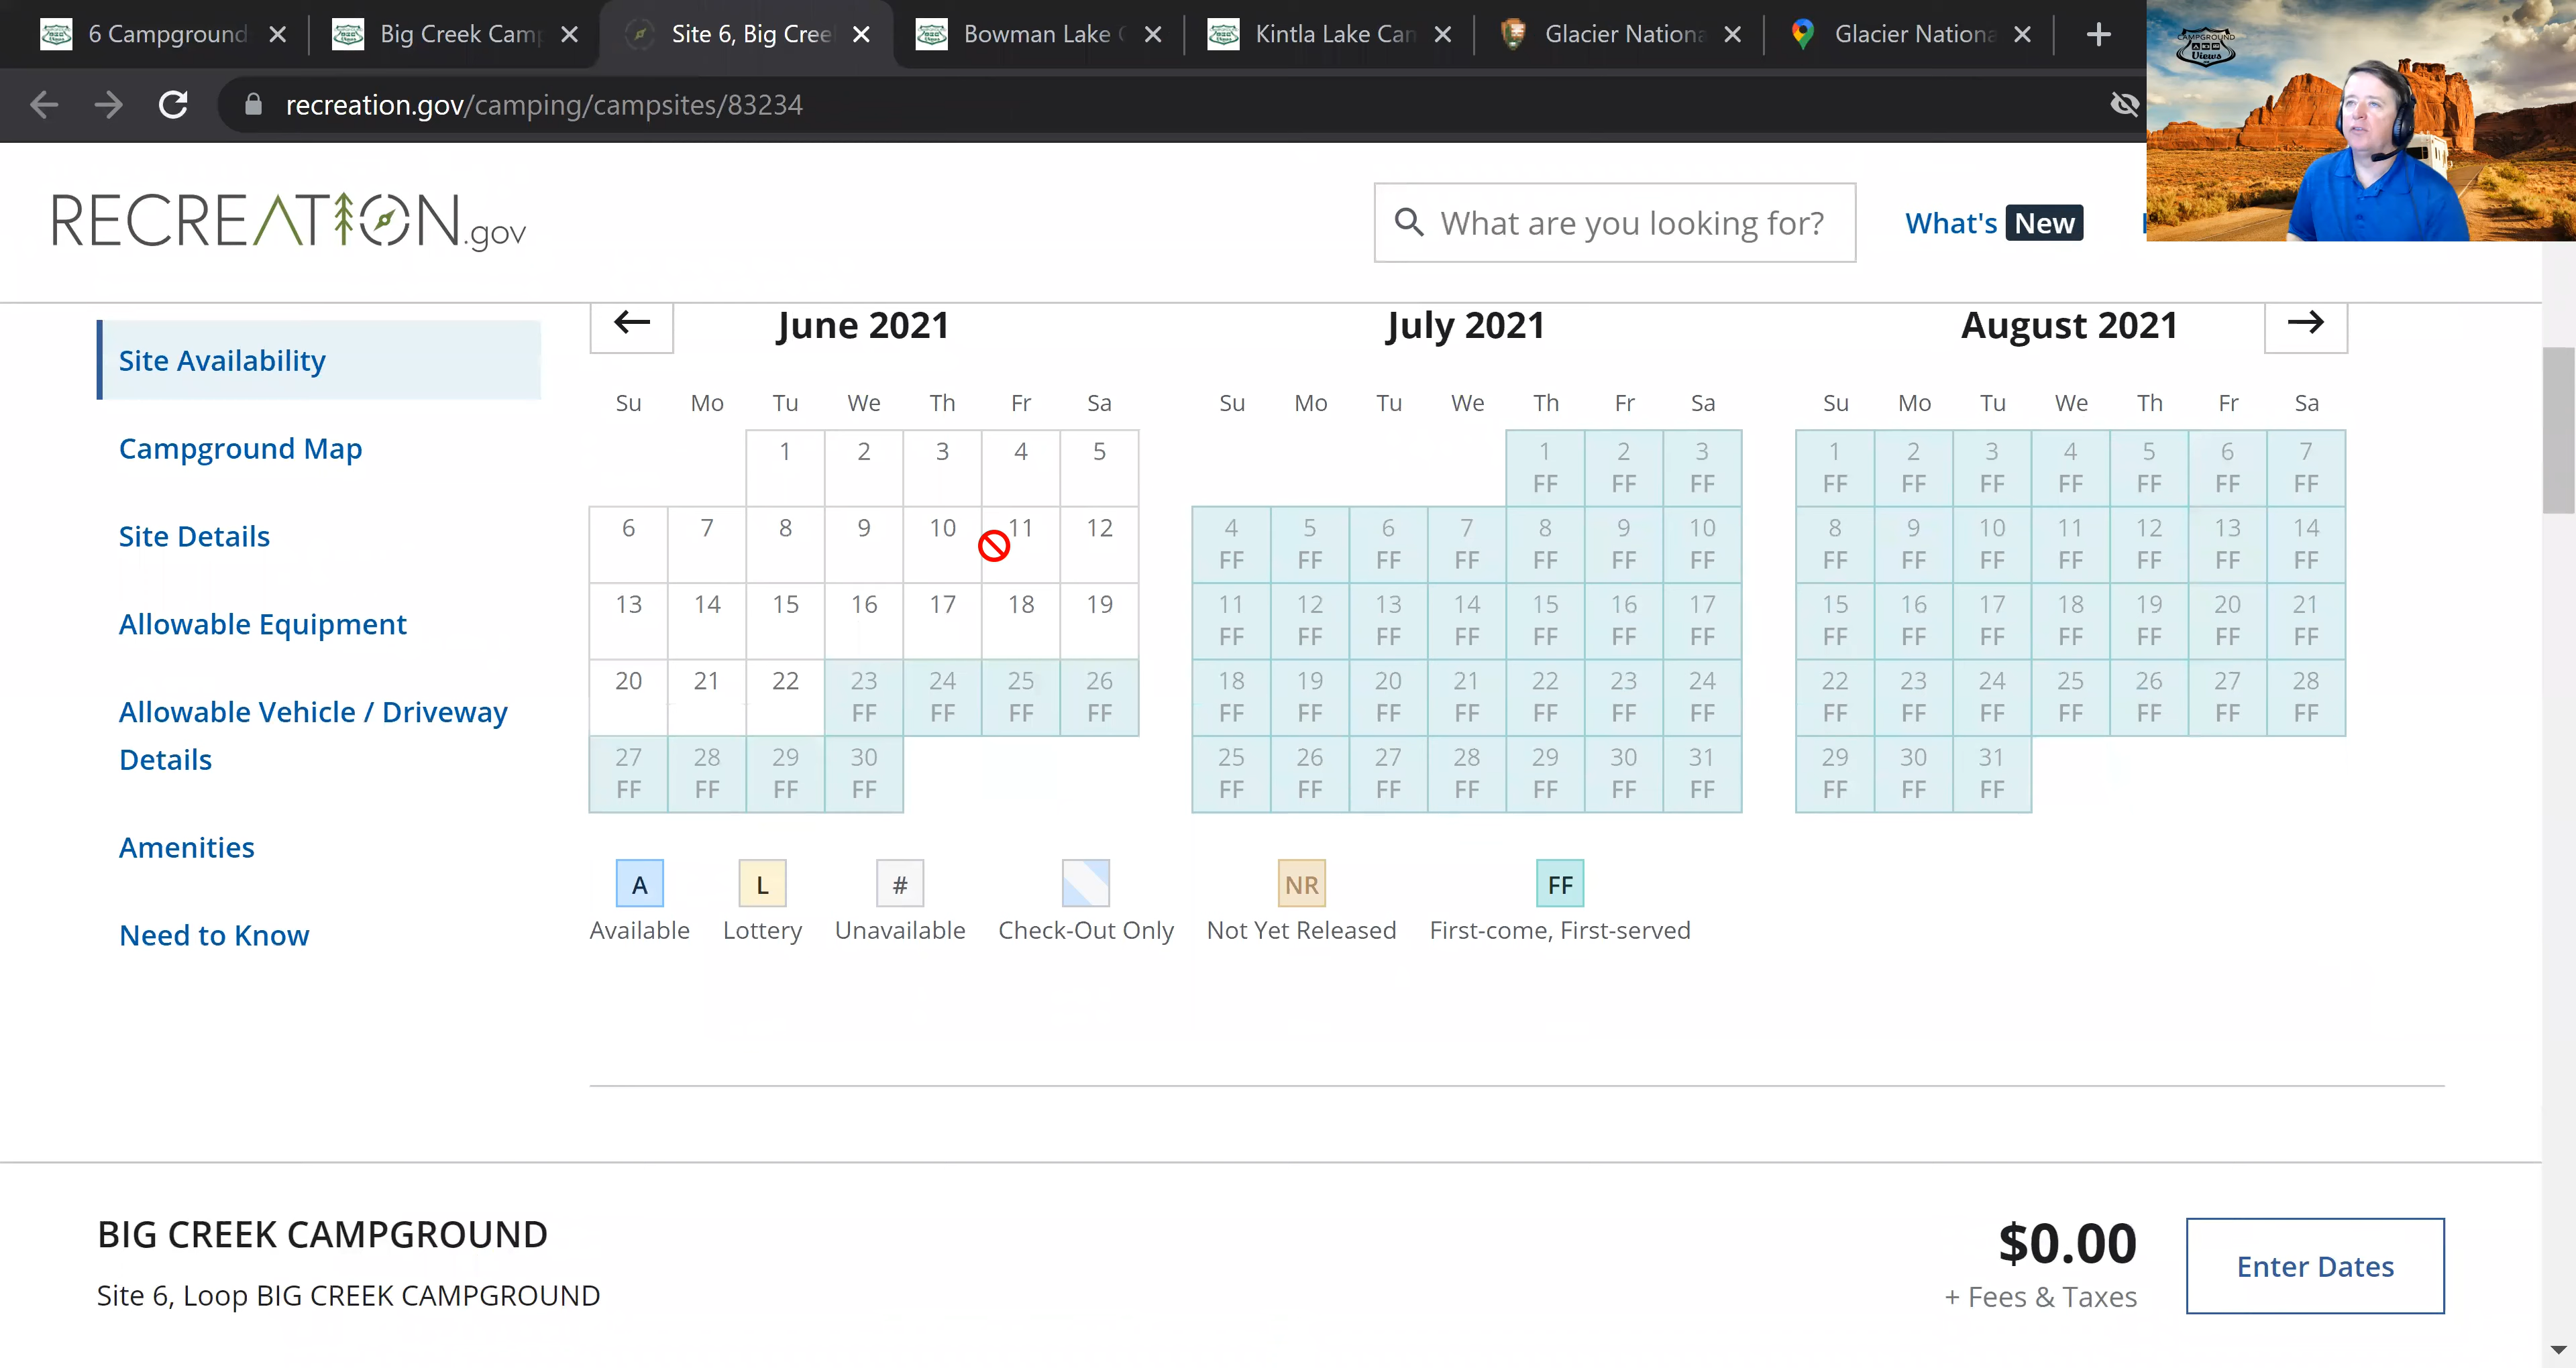 6 Campground
Big Creek Camp
Site 6, Big Cree
Bowman Lake
Kintla Lake Can
Glacier Nationa
Glacier Nationa
recreation.gov/camping/campsites/83234
CAMPGROUND
Views
RECREATION.gov
What are you looking for?
What's New
Site Availability
Campground Map
Site Details
Allowable Equipment
Allowable Vehicle / Driveway
Details
Amenities
Need to Know
June 2021
Su Mo Tu We Th Fr Sa
1 2 3 4 5
6 7 8 9 10 11 12
13 14 15 16 17 18 19
20 21 22 23 24 25 26
FF FF FF FF
27 28 29 30
FF FF FF FF
July 2021
Su Mo Tu We Th Fr Sa
1 2 3
FF FF FF
4 5 6 7 8 9 10
FF FF FF FF FF FF FF
11 12 13 14 15 16 17
FF FF FF FF FF FF FF
18 19 20 21 22 23 24
FF FF FF FF FF FF FF
25 26 27 28 29 30 31
FF FF FF FF FF FF FF
August 2021
Su Mo Tu We Th Fr Sa
1 2 3 4 5 6 7
FF FF FF FF FF FF FF
8 9 10 11 12 13 14
FF FF FF FF FF FF FF
15 16 17 18 19 20 21
FF FF FF FF FF FF FF
22 23 24 25 26 27 28
FF FF FF FF FF FF FF
29 30 31
FF FF FF
A L # NR FF
Available Lottery Unavailable Check-Out Only Not Yet Released First-come, First-served
BIG CREEK CAMPGROUND
Site 6, Loop BIG CREEK CAMPGROUND
$0.00
+ Fees & Taxes
Enter Dates